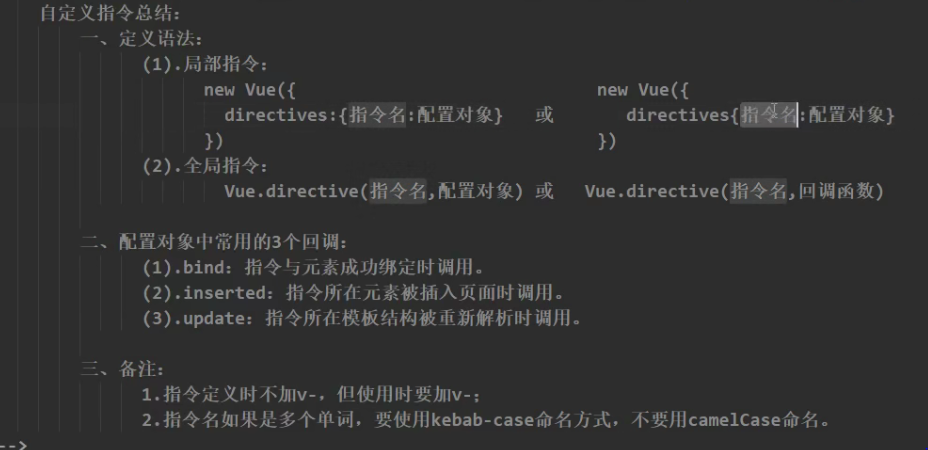 自定义指令总结：
一、定义语法：
(1).局部指令：
new Vue({ new Vue({
directives:{指令名:配置对象} 或 directives{指令名:配置对象}
}) })
(2).全局指令：
Vue.directive(指令名,配置对象) 或 Vue.directive(指令名,回调函数)
二、配置对象中常用的3个回调：
(1).bind：指令与元素成功绑定时调用。
(2).inserted：指令所在元素被插入页面时调用。
(3).update：指令所在模板结构被重新解析时调用。
三、备注：
1.指令定义时不加v-，但使用时要加v-；
2.指令名如果是多个单词，要使用kebab-case命名方式，不要用camelCase命名。
-->